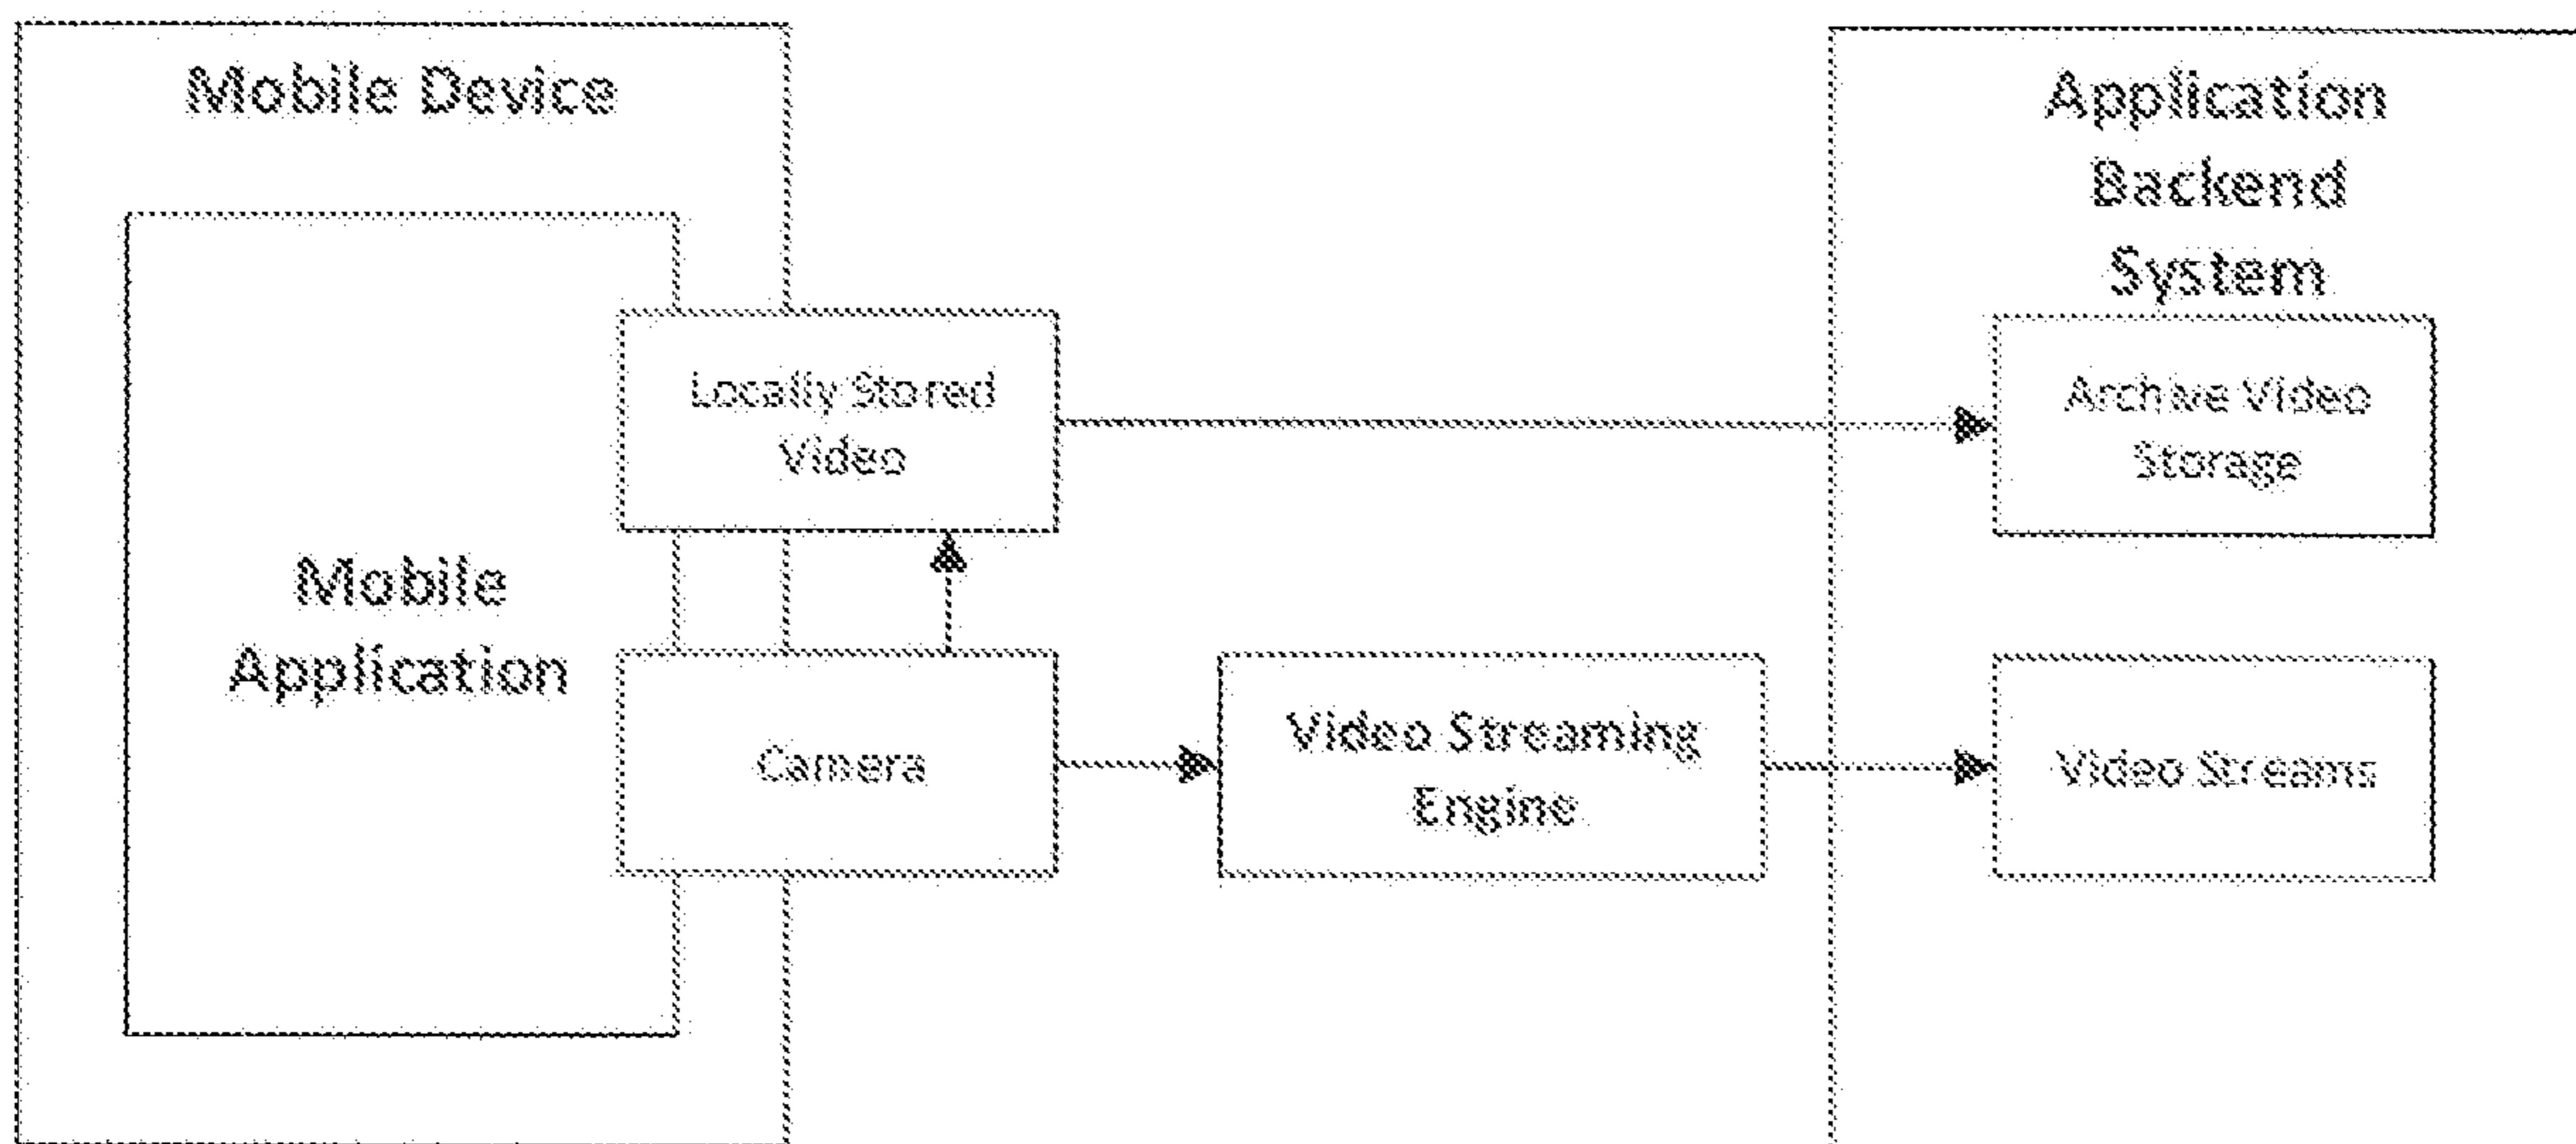 Mobile Device
Mobile
Application
Locally Stored
Video
Camera
Video Streaming
Engine
Application
Backend
System
Archive Video
Storage
Video Streams